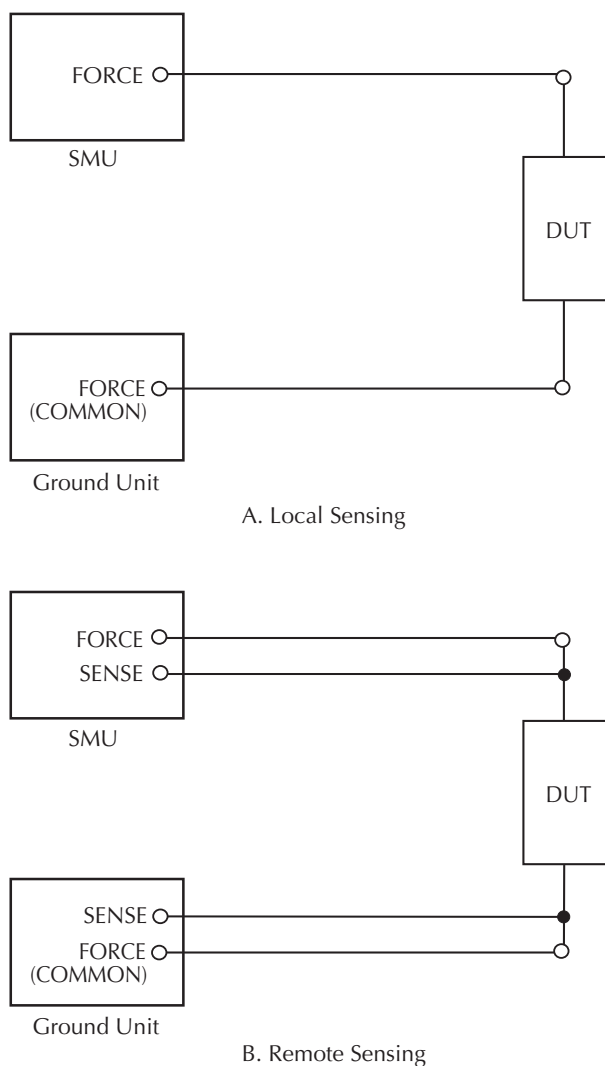 FORCE
SMU
DUT
FORCE
(COMMON)
Ground Unit
A. Local Sensing
FORCE
SENSE
SMU
DUT
SENSE
FORCE
(COMMON)
Ground Unit
B. Remote Sensing